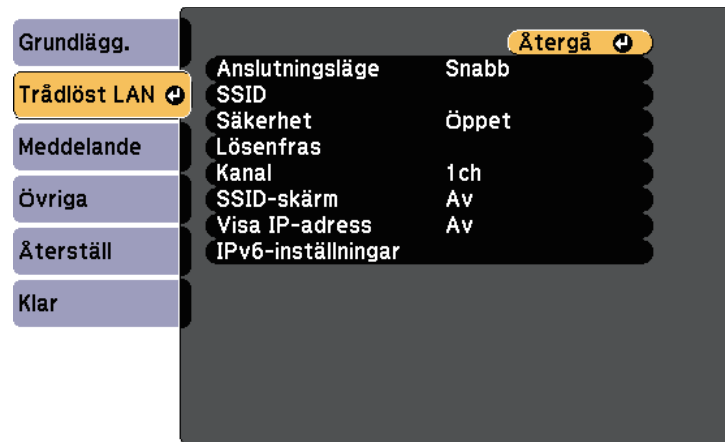 Grundlägg.
Trådlöst LAN
Meddelande
Övriga
Återställ
Klar
Återgå
Anslutningsläge Snabb
SSID
Säkerhet Öppet
Lösenfras
Kanal 1ch
SSID-skärm Av
Visa IP-adress Av
IPv6-inställningar